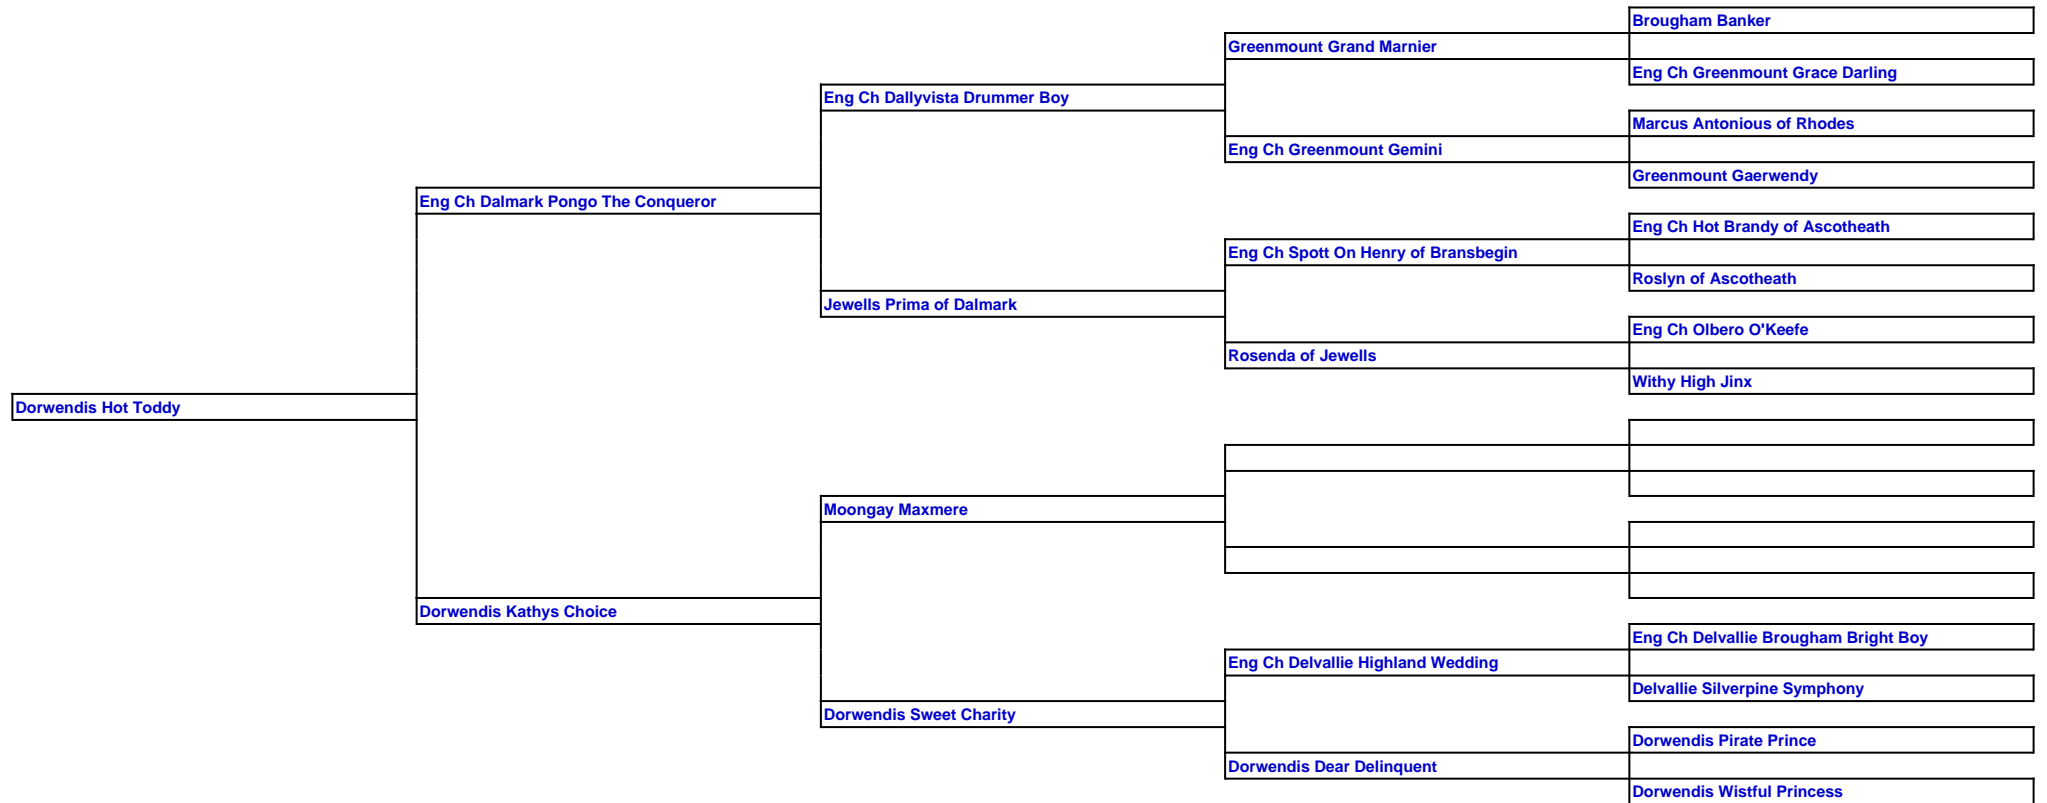 Brougham Banker
Greenmount Grand Marnier
Eng Ch Greenmount Grace Darling
Eng Ch Dallyvista Drummer Boy
Marcus Antonious of Rhodes
Eng Ch Greenmount Gemini
Greenmount Gaerwendy
Eng Ch Dalmark Pongo The Conqueror
Eng Ch Hot Brandy of Ascotheath
Eng Ch Spott On Henry of Bransbegin
Roslyn of Ascotheath
Jewells Prima of Dalmark
Eng Ch Olbero O'Keefe
Rosenda of Jewells
Withy High Jinx
Dorwendis Hot Toddy
Moongay Maxmere
Dorwendis Kathys Choice
Eng Ch Delvallie Brougham Bright Boy
Eng Ch Delvallie Highland Wedding
Delvallie Silverpine Symphony
Dorwendis Sweet Charity
Dorwendis Pirate Prince
Dorwendis Dear Delinquent
Dorwendis Wistful Princess